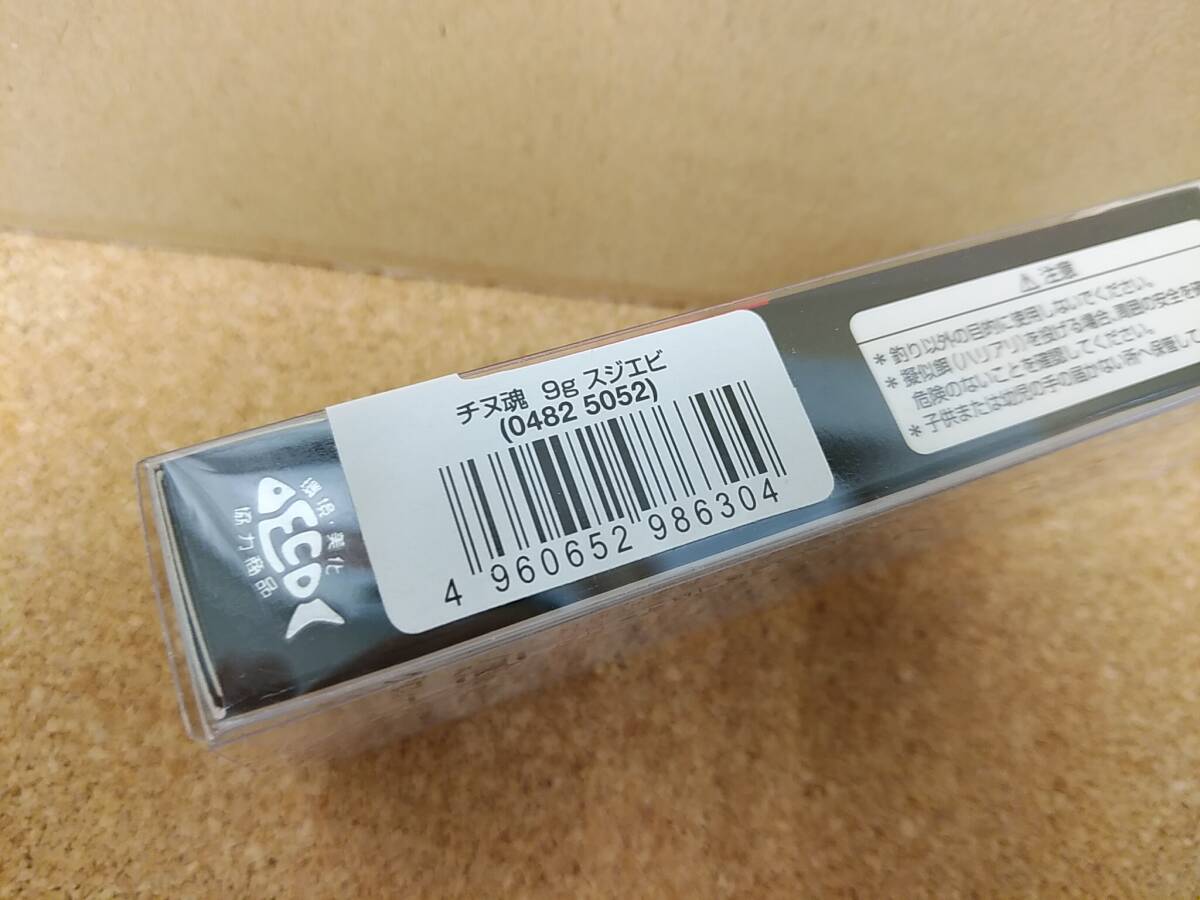 チヌ魂 9g スジエビ
(0482 5052)
4 960652 986304
環境・美化
ECO
協力商品
⚠注意
＊釣り以外の目的に使用しないでください。
＊擬似餌(ハリアリ)を投げる場合、周囲の安全を
危険のないことを確認してください。
＊子供または幼児の手の届かない所へ保管して